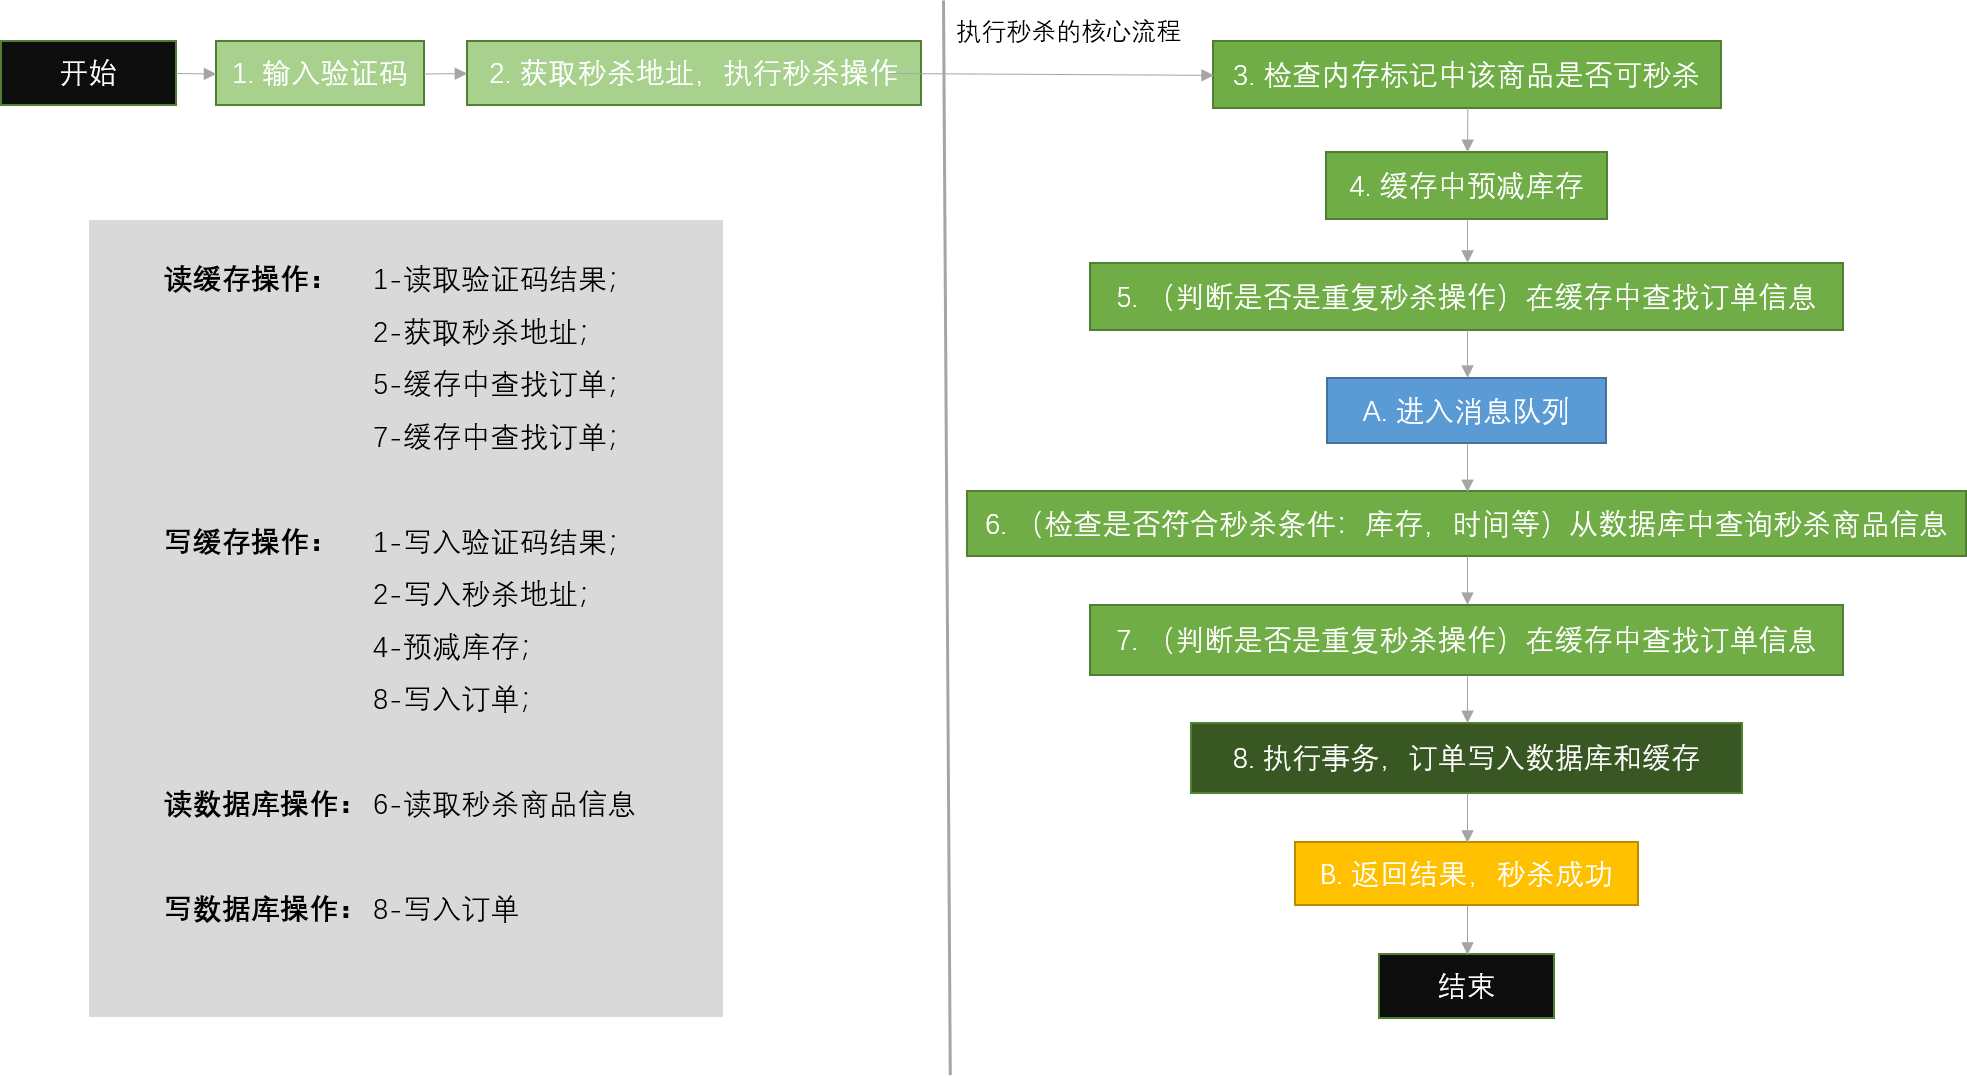 执行秒杀的核心流程
开始
1. 输入验证码
2. 获取秒杀地址，执行秒杀操作
3. 检查内存标记中该商品是否可秒杀
4. 缓存中预减库存
5. （判断是否是重复秒杀操作）在缓存中查找订单信息
A. 进入消息队列
6. （检查是否符合秒杀条件：库存，时间等）从数据库中查询秒杀商品信息
7. （判断是否是重复秒杀操作）在缓存中查找订单信息
8. 执行事务，订单写入数据库和缓存
B. 返回结果，秒杀成功
结束
读缓存操作： 1-读取验证码结果；
2-获取秒杀地址；
5-缓存中查找订单；
7-缓存中查找订单；
写缓存操作： 1-写入验证码结果；
2-写入秒杀地址；
4-预减库存；
8-写入订单；
读数据库操作： 6-读取秒杀商品信息
写数据库操作： 8-写入订单